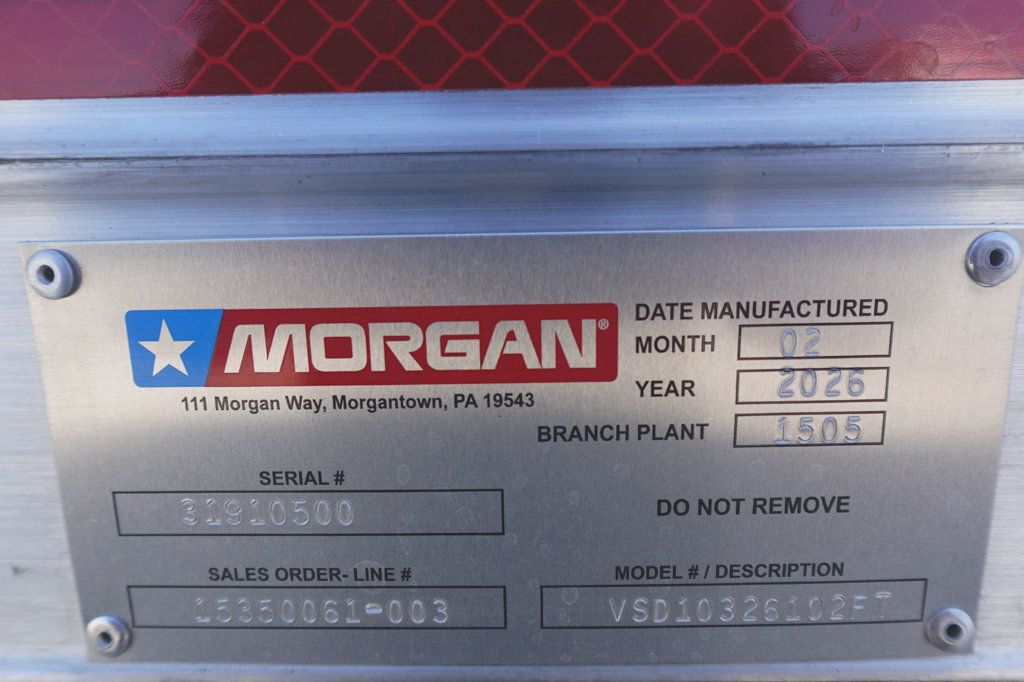 MORGAN®
111 Morgan Way, Morgantown, PA 19543
DATE MANUFACTURED
MONTH 02
YEAR 2026
BRANCH PLANT 1505
SERIAL #
31910500
DO NOT REMOVE
SALES ORDER- LINE #
15350061-003
MODEL # / DESCRIPTION
VSD10326102FT